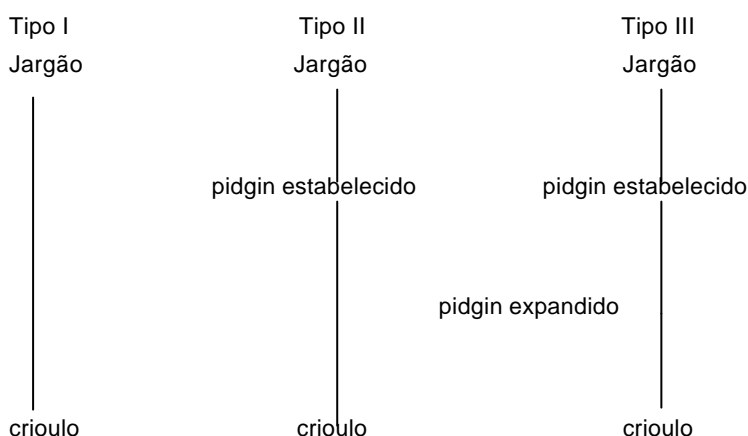 Tipo I Tipo II Tipo III
Jargão Jargão Jargão
pidgin estabelecido pidgin estabelecido
pidgin expandido
crioulo crioulo crioulo